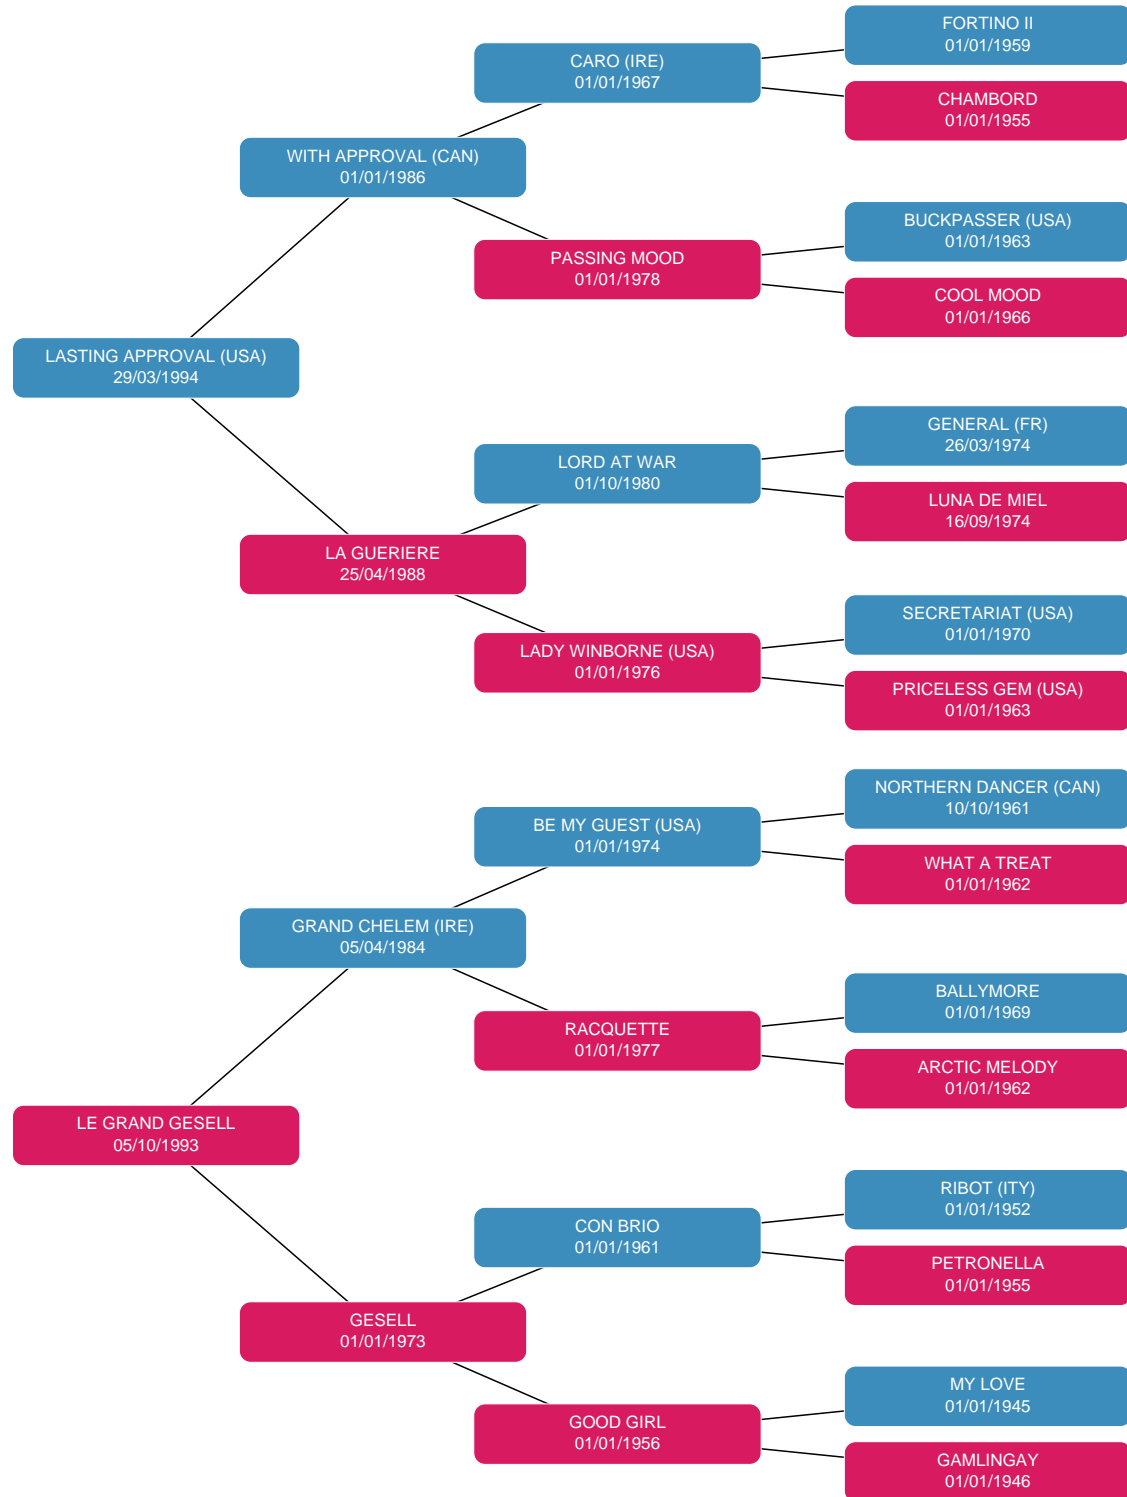 FORTINO II
01/01/1959
CARO (IRE)
01/01/1967
CHAMBORD
01/01/1955
WITH APPROVAL (CAN)
01/01/1986
BUCKPASSER (USA)
01/01/1963
PASSING MOOD
01/01/1978
COOL MOOD
01/01/1966
LASTING APPROVAL (USA)
29/03/1994
GENERAL (FR)
26/03/1974
LORD AT WAR
01/10/1980
LUNA DE MIEL
16/09/1974
LA GUERIERE
25/04/1988
SECRETARIAT (USA)
01/01/1970
LADY WINBORNE (USA)
01/01/1976
PRICELESS GEM (USA)
01/01/1963
NORTHERN DANCER (CAN)
10/10/1961
BE MY GUEST (USA)
01/01/1974
WHAT A TREAT
01/01/1962
GRAND CHELEM (IRE)
05/04/1984
BALLYMORE
01/01/1969
RACQUETTE
01/01/1977
ARCTIC MELODY
01/01/1962
LE GRAND GESELL
05/10/1993
RIBOT (ITY)
01/01/1952
CON BRIO
01/01/1961
PETRONELLA
01/01/1955
GESELL
01/01/1973
MY LOVE
01/01/1945
GOOD GIRL
01/01/1956
GAMLINGAY
01/01/1946